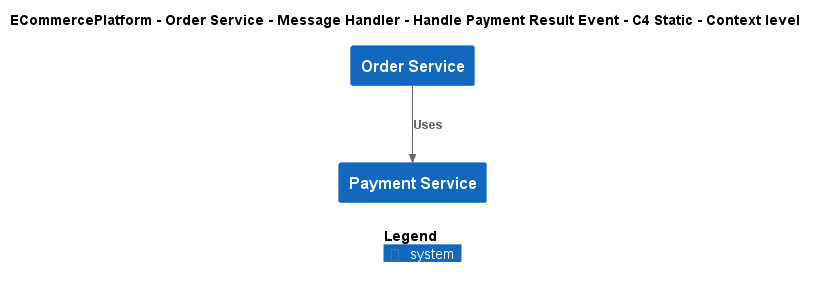 ECommercePlatform - Order Service - Message Handler - Handle Payment Result Event - C4 Static - Context level
Order Service
Uses
Payment Service
Legend
system